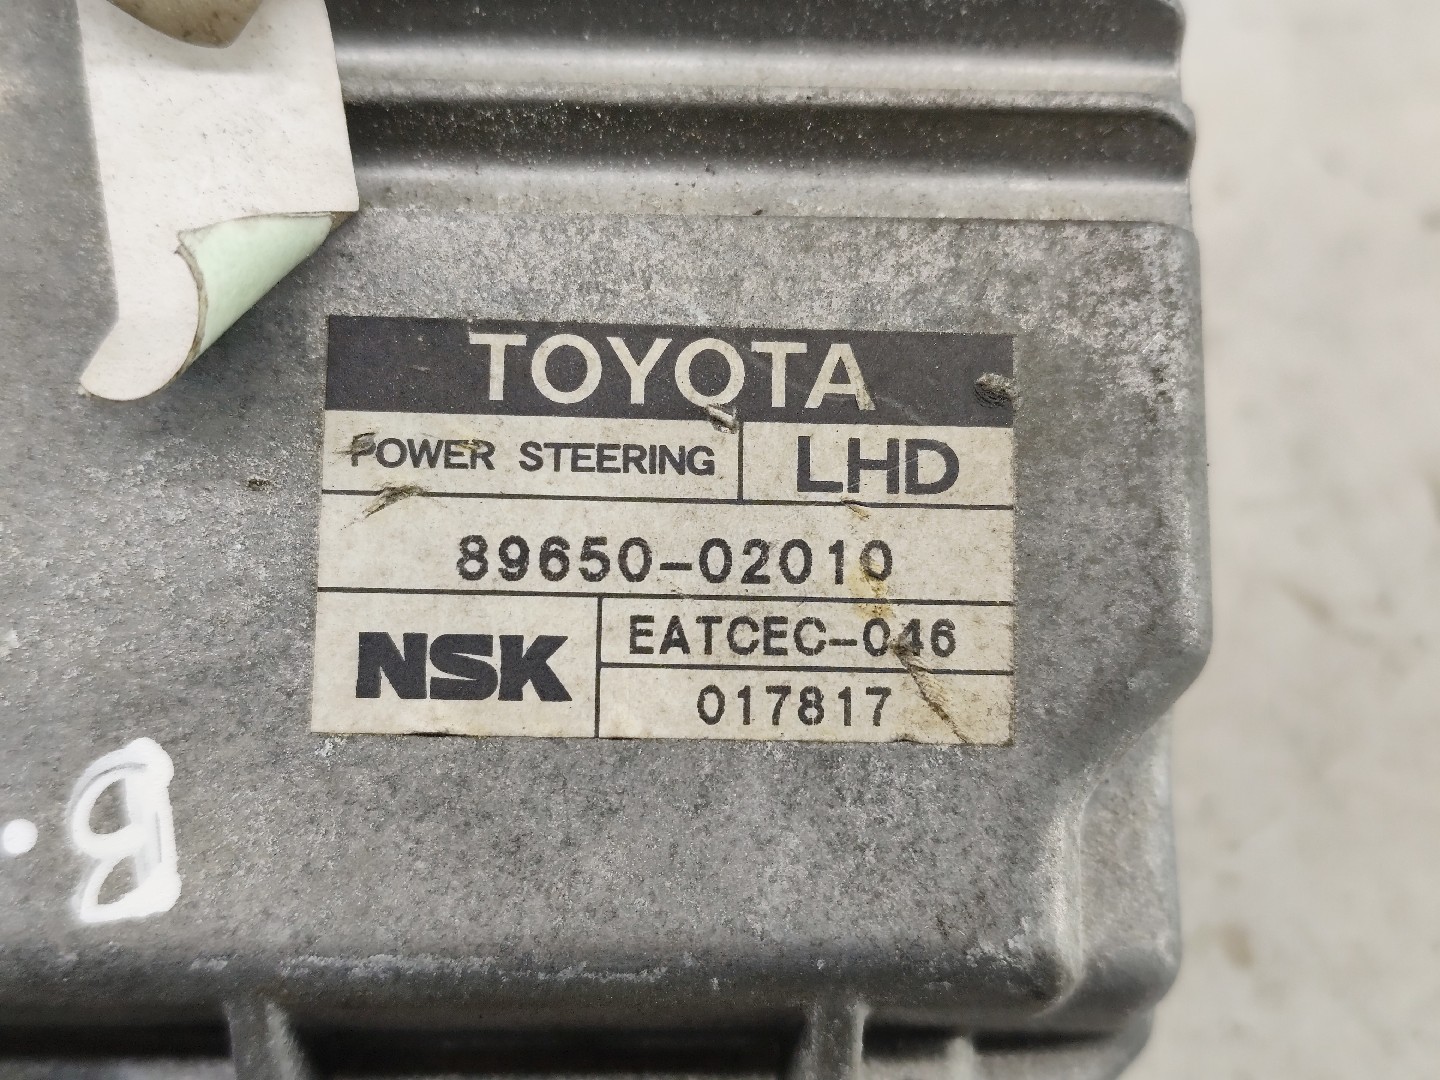 TOYOTA
POWER STEERING LHD
89650-02010
NSK EATCEC-046
017817
B.